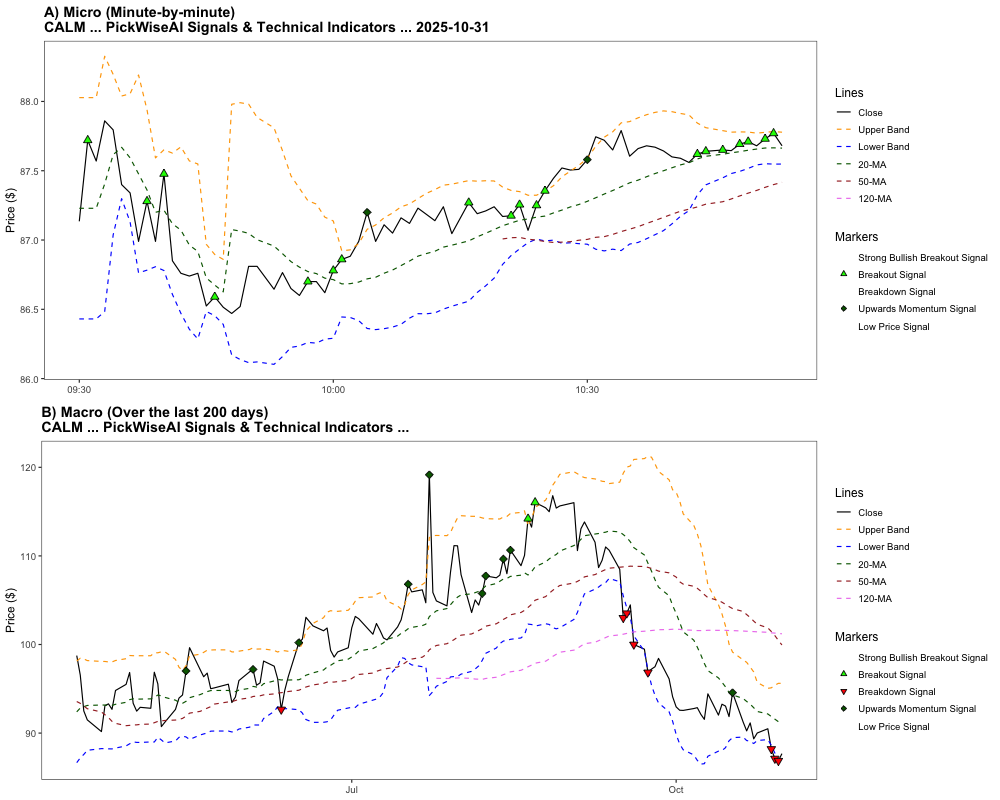 A) Micro (Minute-by-minute)
CALM ... PickWiseAI Signals & Technical Indicators ... 2025-10-31
Price ($)
88.0
87.5
87.0
86.5
86.0
09:30
10:00
10:30
Lines
Close
Upper Band
Lower Band
20-MA
50-MA
120-MA
Markers
Strong Bullish Breakout Signal
Breakout Signal
Breakdown Signal
Upwards Momentum Signal
Low Price Signal
B) Macro (Over the last 200 days)
CALM ... PickWiseAI Signals & Technical Indicators ...
Price ($)
120
110
100
90
Jul
Oct
Lines
Close
Upper Band
Lower Band
20-MA
50-MA
120-MA
Markers
Strong Bullish Breakout Signal
Breakout Signal
Breakdown Signal
Upwards Momentum Signal
Low Price Signal